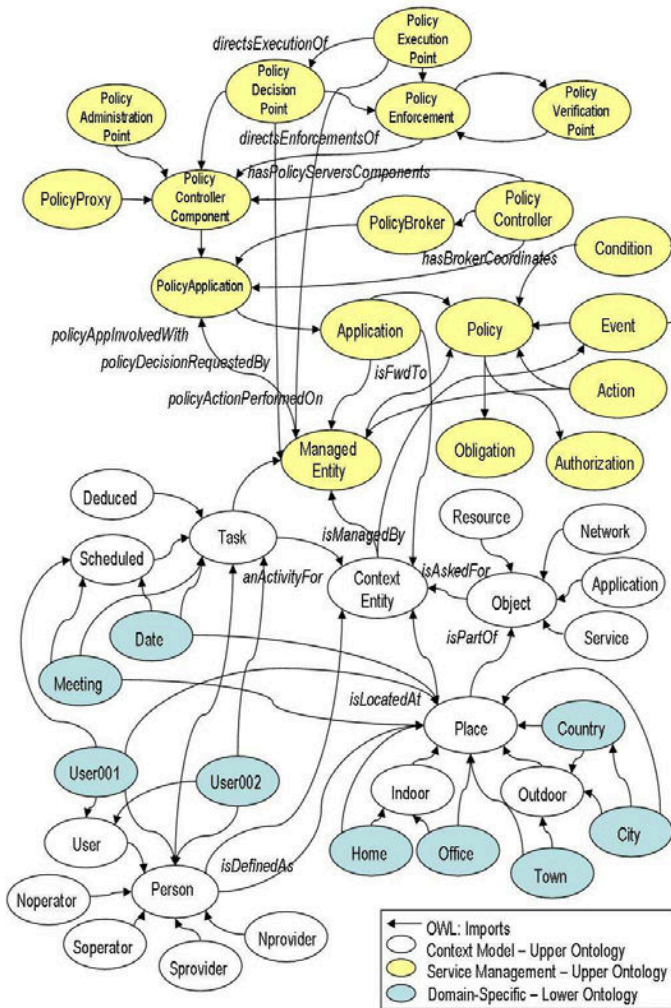 directsExecutionOf
Policy
Execution
Point
Policy
Decision
Point
Policy
Administration
Point
Policy
Enforcement
Policy
Verification
Point
directsEnforcementsOf
hasPolicyServersComponents
PolicyProxy
Policy
Controller
Component
PolicyBroker
Policy
Controller
Condition
hasBrokerCoordinates
PolicyApplication
Application
Policy
Event
policyAppInvolvedWith
policyDecisionRequestedBy
isFwdTo
policyActionPerformedOn
Action
Managed
Entity
Obligation
Authorization
Deduced
Resource
Network
Task
isManagedBy
Scheduled
anActivityFor
Context
Entity
isAskedFor
Object
Application
Date
isPartOf
Service
Meeting
isLocatedAt
Place
Country
User001
User002
Indoor
Outdoor
User
Home
Office
City
isDefinedAs
Town
Person
Noperator
Soperator
Nprovider
Sprovider
OWL: Imports
Context Model – Upper Ontology
Service Management – Upper Ontology
Domain-Specific – Lower Ontology